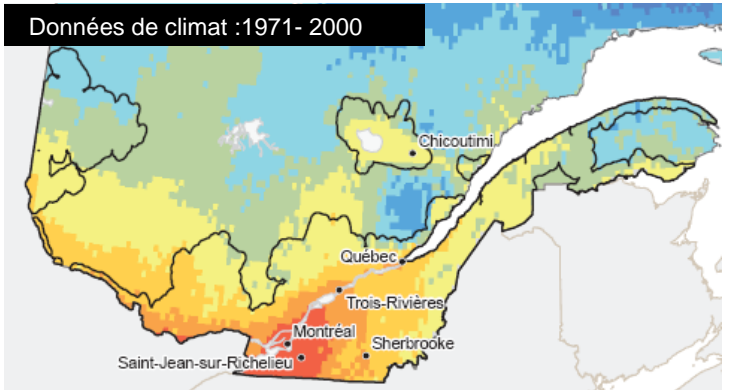 Données de climat :1971- 2000
Chicoutimi
Québec
Trois-Rivières
Montréal
Sherbrooke
Saint-Jean-sur-Richelieu